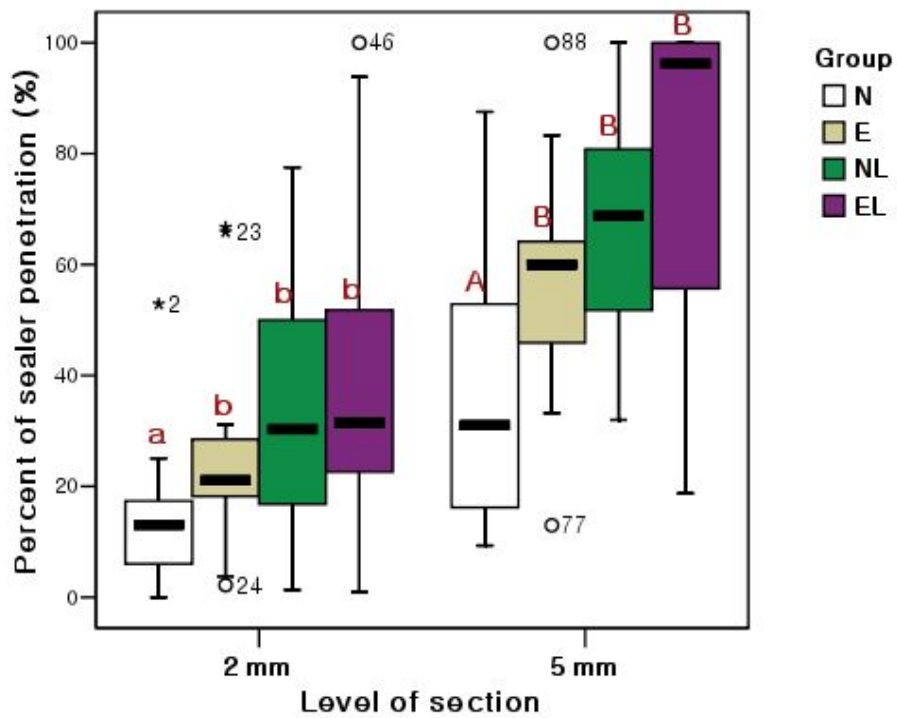 Percent of sealer penetration (%)
100
80
60
40
20
0
a
b
b
b
A
B
B
B
*2
*23
24
46
77
88
2 mm
5 mm
Level of section
Group
N
E
NL
EL